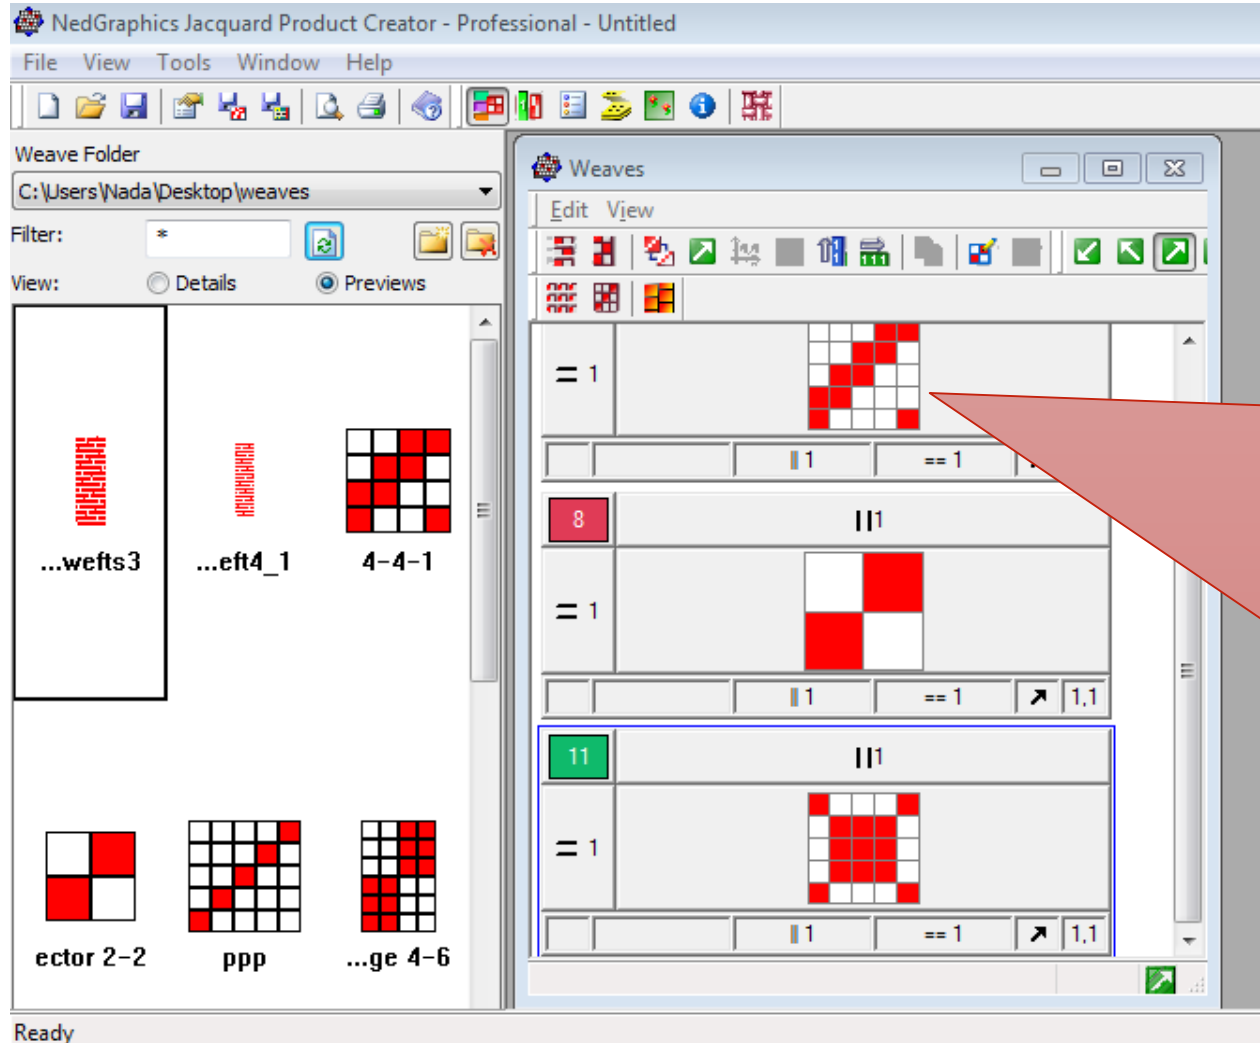 NedGraphics Jacquard Product Creator - Professional - Untitled
File View Tools Window Help
Weave Folder
C:\Users\Nada\Desktop\weaves
Filter: *
View: Details Previews
...wefts3 ...eft4_1 4-4-1
ector 2-2 ppp ...ge 4-6
Weaves
Edit View
= 1
1 == 1
8 1
= 1
1 == 1 1,1
11 1
= 1
1 == 1 1,1
Ready